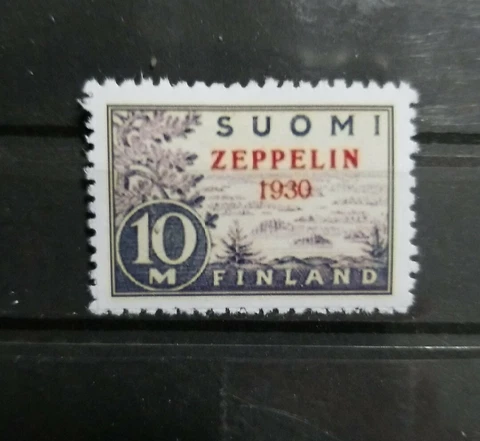 SUOMI
ZEPPELIN
1930
10
M
FINLAND